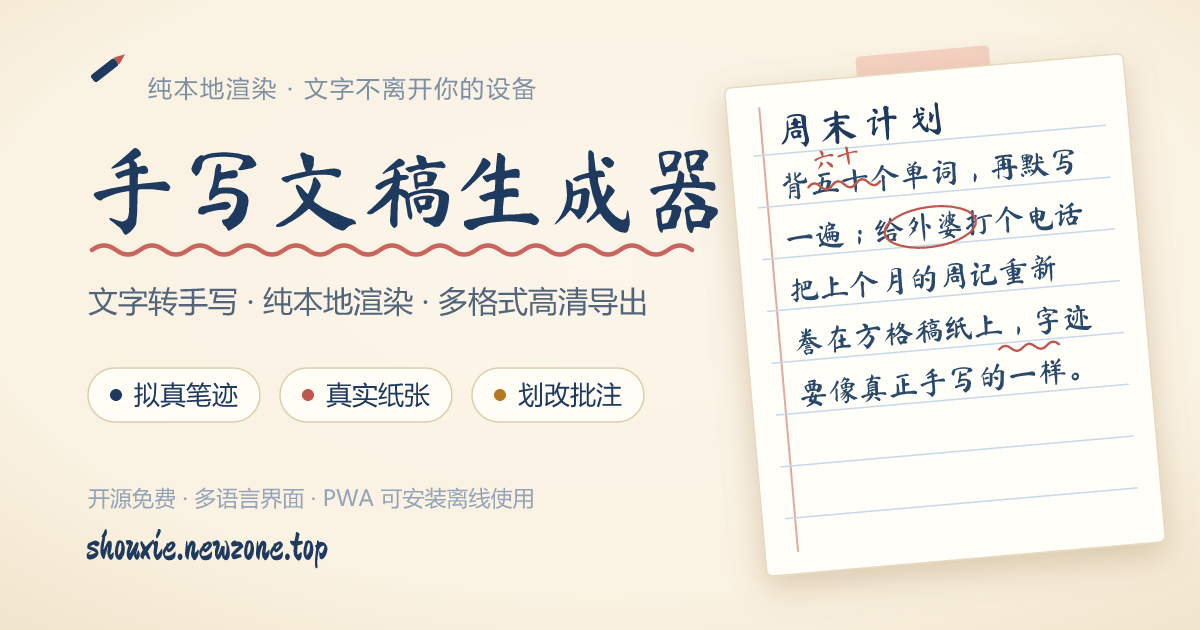 纯本地渲染 · 文字不离开你的设备
手写文稿生成器
文字转手写 · 纯本地渲染 · 多格式高清导出
拟真笔迹
真实纸张
划改批注
开源免费 · 多语言界面 · PWA 可安装离线使用
shouxie.newzone.top
周末计划
六十
背五十个单词，再默写
一遍；给外婆打个电话
把上个月的周记重新
誊在方格稿纸上，字迹
要像真正手写的一样。